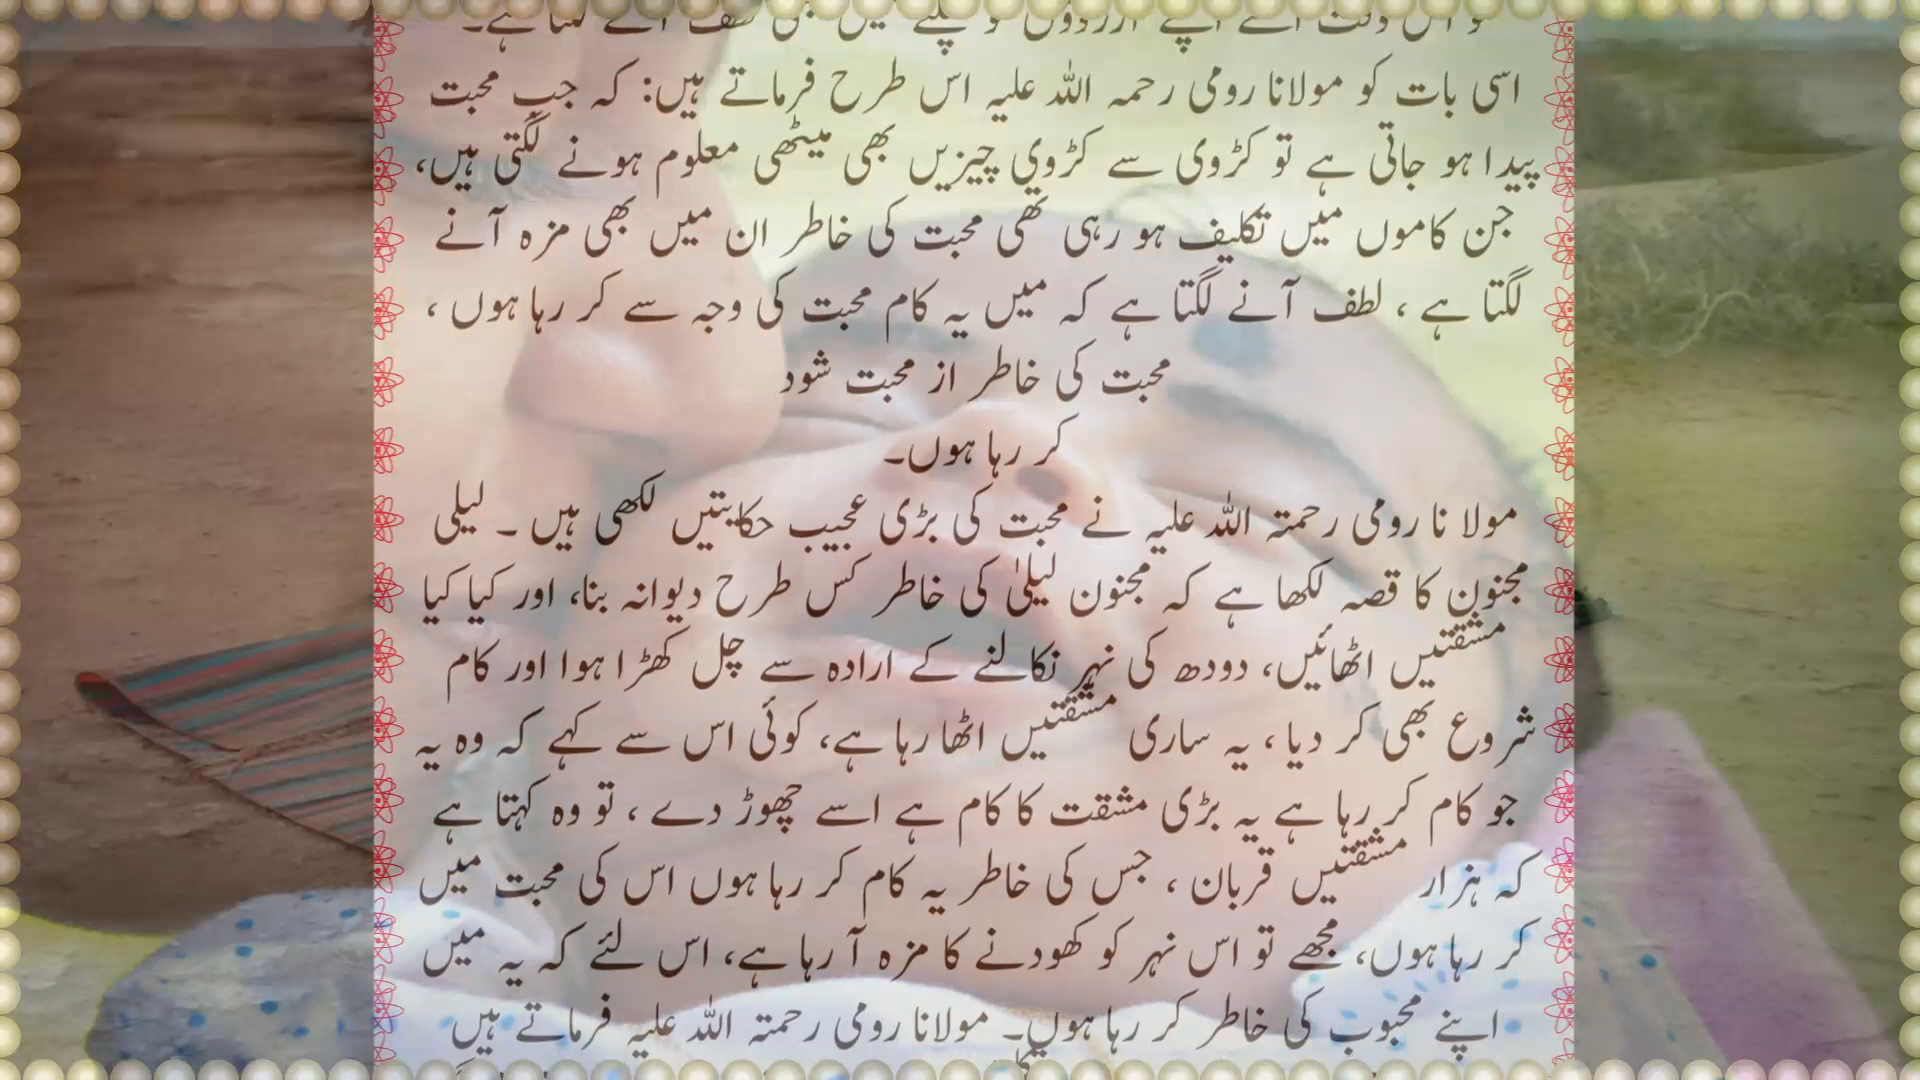 اسی بات کو مولانا رومی رحمہ اللہ علیہ اس طرح فرماتے ہیں: کہ جب محبت
پیدا ہو جاتی ہے تو کڑوی سے کڑوی چیزیں بھی میٹھی معلوم ہونے لگتی ہیں،
جن کاموں میں تکلیف ہو رہی تھی محبت کی خاطر ان میں بھی مزہ آنے
لگتا ہے ، لطف آنے لگتا ہے کہ میں یہ کام محبت کی وجہ سے کر رہا ہوں ،
محبت کی خاطر از محبت شود
کر رہا ہوں۔
مولا نا رومی رحمتہ اللہ علیہ نے محبت کی بڑی عجیب حکایتیں لکھی ہیں ۔ لیلی
مجنون کا قصہ لکھا ہے کہ مجنون لیلیٰ کی خاطر کس طرح دیوانہ بنا، اور کیا کیا
مشقتیں اٹھائیں، دودھ کی نہر نکالنے کے ارادہ سے چل کھڑا ہوا اور کام
شروع بھی کر دیا ، یہ ساری مشقتیں اٹھا رہا ہے، کوئی اس سے کہے کہ وہ یہ
جو کام کر رہا ہے یہ بڑی مشقت کا کام ہے اسے چھوڑ دے ، تو وہ کہتا ہے
کہ ہزار مشقتیں قربان ، جس کی خاطر یہ کام کر رہا ہوں اس کی محبت میں
کر رہا ہوں، مجھے تو اس نہر کو کھودنے کا مزہ آ رہا ہے، اس لئے کہ یہ میں
اپنے محبوب کی خاطر کر رہا ہوں۔ مولانا رومی رحمتہ اللہ علیہ فرماتے ہیں